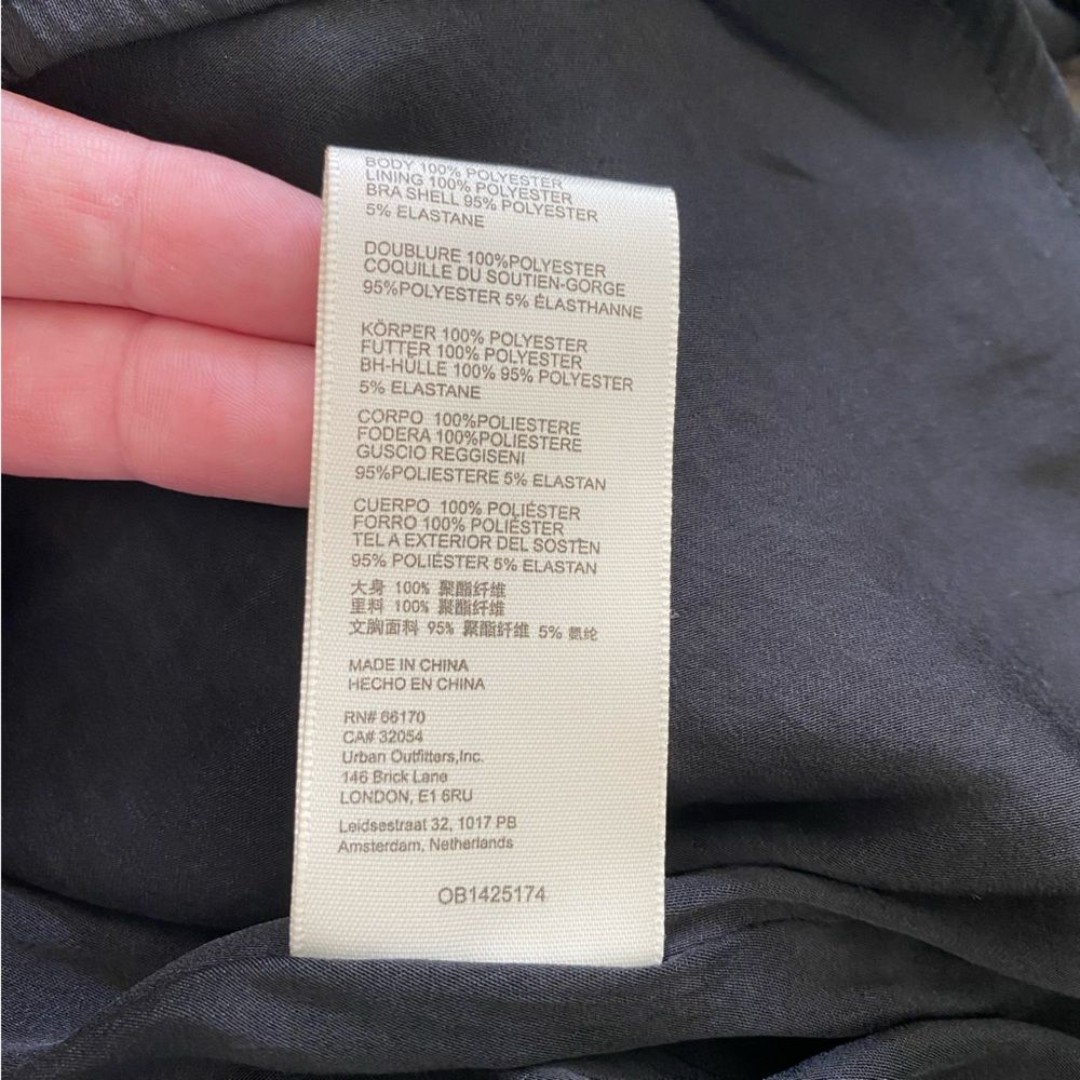 BODY 100% POLYESTER
LINING 100% POLYESTER
BRA SHELL 95% POLYESTER
5% ELASTANE
DOUBLURE 100%POLYESTER
COQUILLE DU SOUTIEN-GORGE
95%POLYESTER 5% ÉLASTHANNE
KÖRPER 100% POLYESTER
FUTTER 100% POLYESTER
BH-HÜLLE 100% 95% POLYESTER
5% ELASTANE
CORPO 100%POLIESTERE
FODERA 100%POLIESTERE
GUSCIO REGGISENI
95%POLIESTERE 5% ELASTAN
CUERPO 100% POLIÉSTER
FORRO 100% POLIÉSTER
TEL A EXTERIOR DEL SOSTEN
95% POLIÉSTER 5% ELASTAN
大身 100% 聚酯纤维
里料 100% 聚酯纤维
文胸面料 95% 聚酯纤维 5% 氨纶
MADE IN CHINA
HECHO EN CHINA
RN# 66170
CA# 32054
Urban Outfitters,Inc.
146 Brick Lane
LONDON, E1 6RU
Leidsestraat 32, 1017 PB
Amsterdam, Netherlands
OB1425174